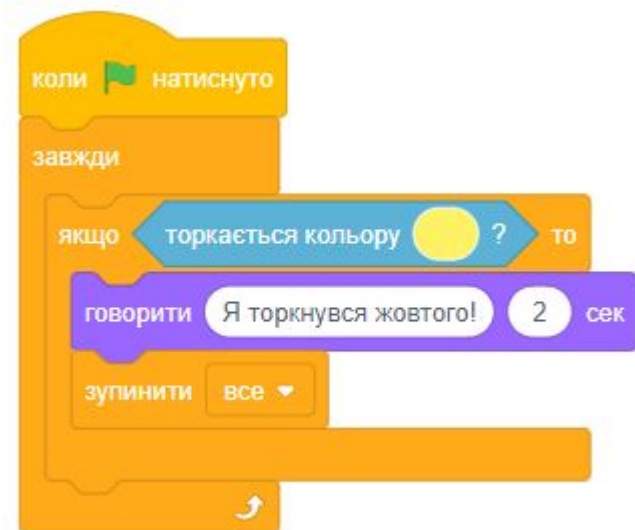 коли натиснуто
завжди
якщо торкається кольору ? то
говорити Я торкнувся жовтого! 2 сек
зупинити все